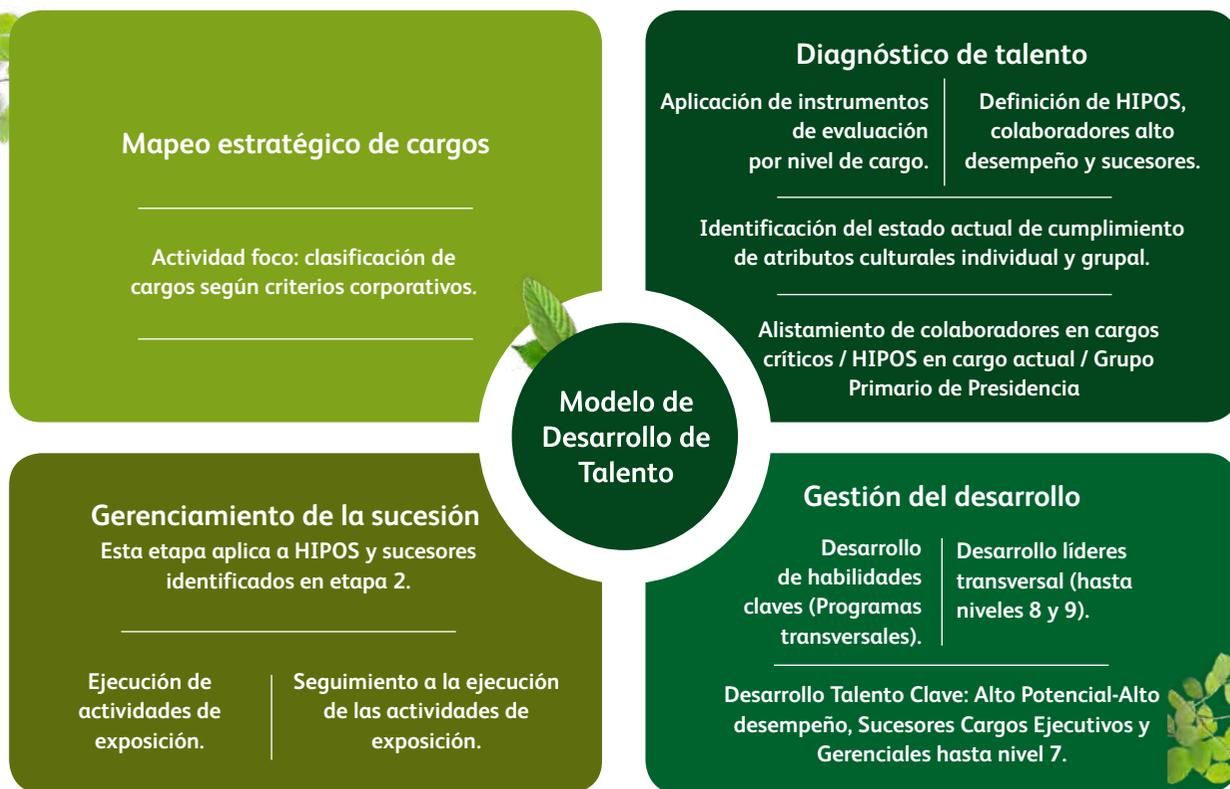 Mapeo estratégico de cargos
Actividad foco: clasificación de
cargos según criterios corporativos.
Diagnóstico de talento
Aplicación de instrumentos
de evaluación
por nivel de cargo.
Definición de HIPOS,
colaboradores alto
desempeño y sucesores.
Identificación del estado actual de cumplimiento
de atributos culturales individual y grupal.
Alistamiento de colaboradores en cargos
críticos / HIPOS en cargo actual / Grupo
Primario de Presidencia
Modelo de
Desarrollo de
Talento
Gerenciamiento de la sucesión
Esta etapa aplica a HIPOS y sucesores
identificados en etapa 2.
Ejecución de
actividades de
exposición.
Seguimiento a la ejecución
de las actividades de
exposición.
Gestión del desarrollo
Desarrollo
de habilidades
claves (Programas
transversales).
Desarrollo líderes
transversal (hasta
niveles 8 y 9).
Desarrollo Talento Clave: Alto Potencial-Alto
desempeño, Sucesores Cargos Ejecutivos y
Gerenciales hasta nivel 7.